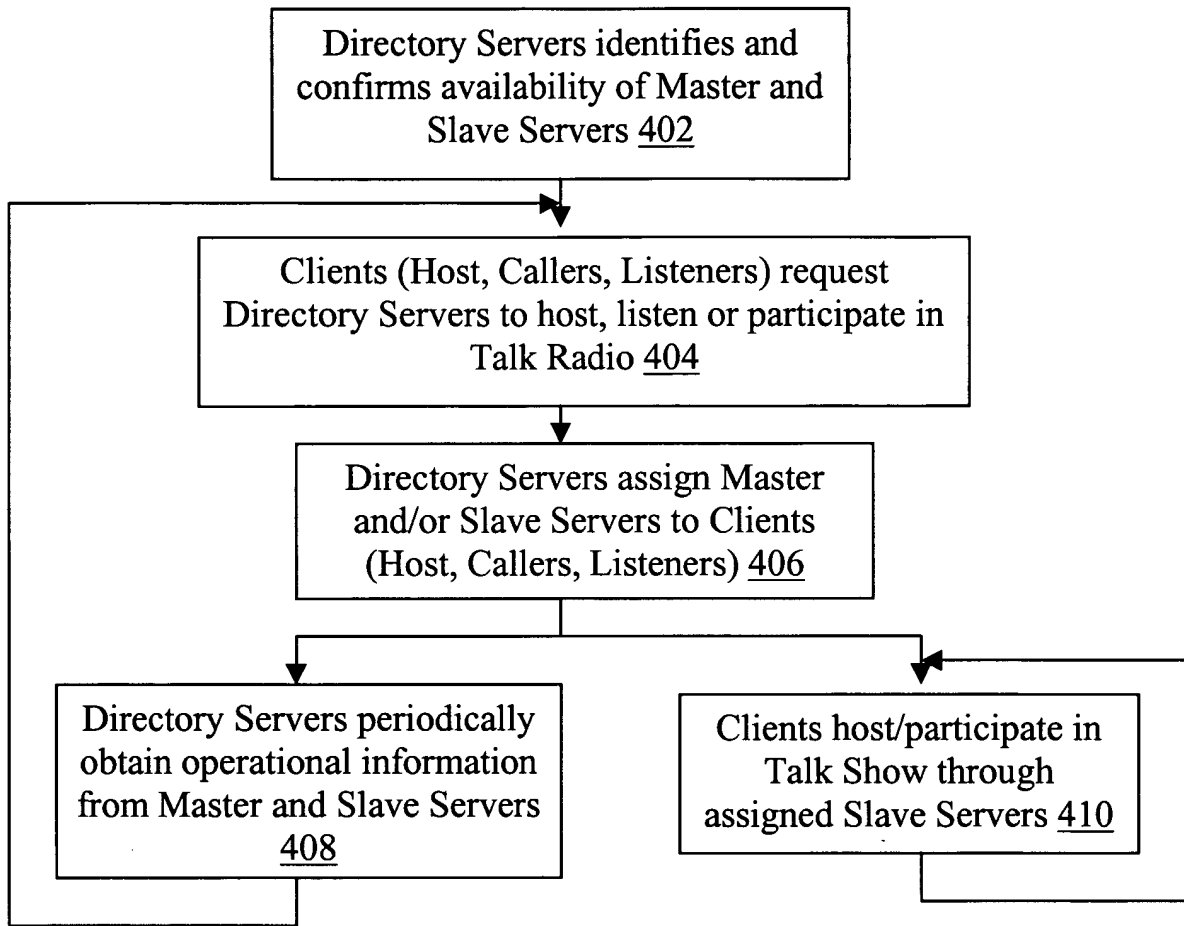 Directory Servers identifies and
confirms availability of Master and
Slave Servers 402
Clients (Host, Callers, Listeners) request
Directory Servers to host, listen or participate in
Talk Radio 404
Directory Servers assign Master
and/or Slave Servers to Clients
(Host, Callers, Listeners) 406
Directory Servers periodically
obtain operational information
from Master and Slave Servers
408
Clients host/participate in
Talk Show through
assigned Slave Servers 410